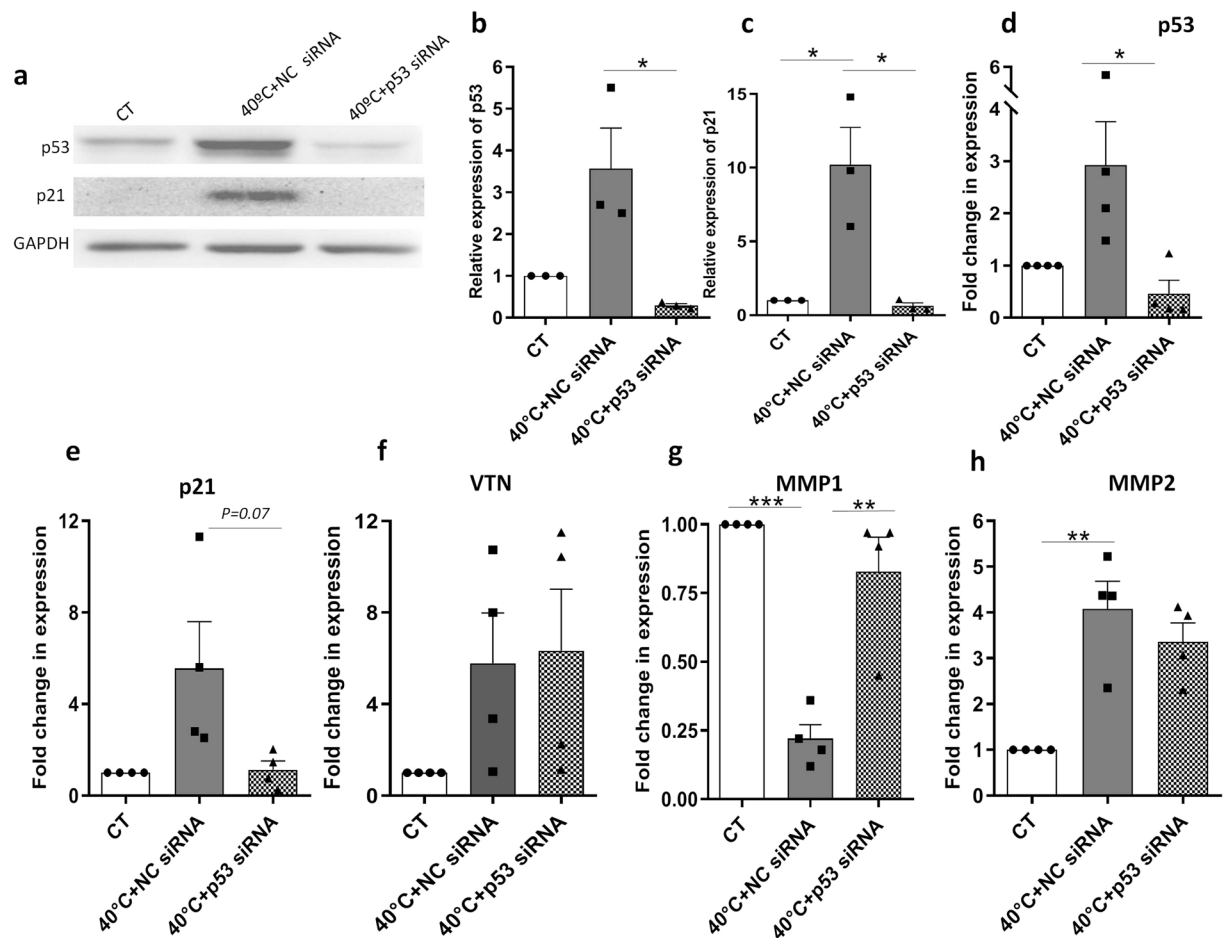 a
CT
40ºC+NC siRNA
40ºC+p53 siRNA
p53
p21
GAPDH
b
Relative expression of p53
6
5
4
3
2
1
0
*
CT
40°C+NC siRNA
40°C+p53 siRNA
c
Relative expression of p21
15
10
5
0
*
*
CT
40°C+NC siRNA
40°C+p53 siRNA
d
p53
Fold change in expression
6
4
3
2
1
0
*
CT
40°C+NC siRNA
40°C+p53 siRNA
e
p21
Fold change in expression
12
8
4
0
P=0.07
CT
40°C+NC siRNA
40°C+p53 siRNA
f
VTN
Fold change in expression
12
8
4
0
CT
40°C+NC siRNA
40°C+p53 siRNA
g
MMP1
Fold change in expression
1.00
0.75
0.50
0.25
0.00
***
**
CT
40°C+NC siRNA
40°C+p53 siRNA
h
MMP2
Fold change in expression
6
5
4
3
2
1
0
**
CT
40°C+NC siRNA
40°C+p53 siRNA